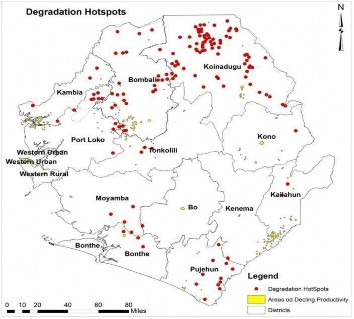 Degradation Hotspots
N
Koinadugu
Bombali
Kambia
Kono
Port Loko
Tonkolili
Western Urban
Western Urban
Western Rural
Kailahun
Moyamba
Bo
Kenema
Bonthe
Bonthe
Pujehun
Legend
Degradation HotSpots
Areas od Decling Productivity
Districts
0 10 20 40 60 80
Miles